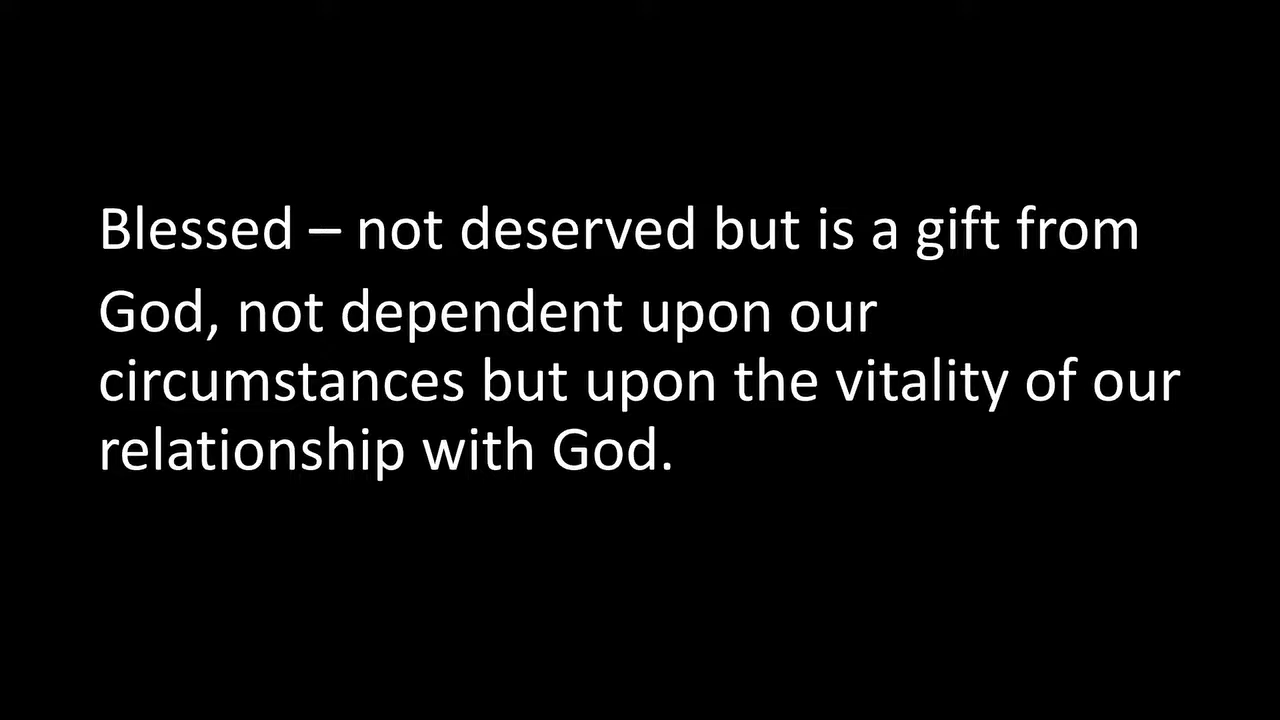 Blessed – not deserved but is a gift from
God, not dependent upon our
circumstances but upon the vitality of our
relationship with God.